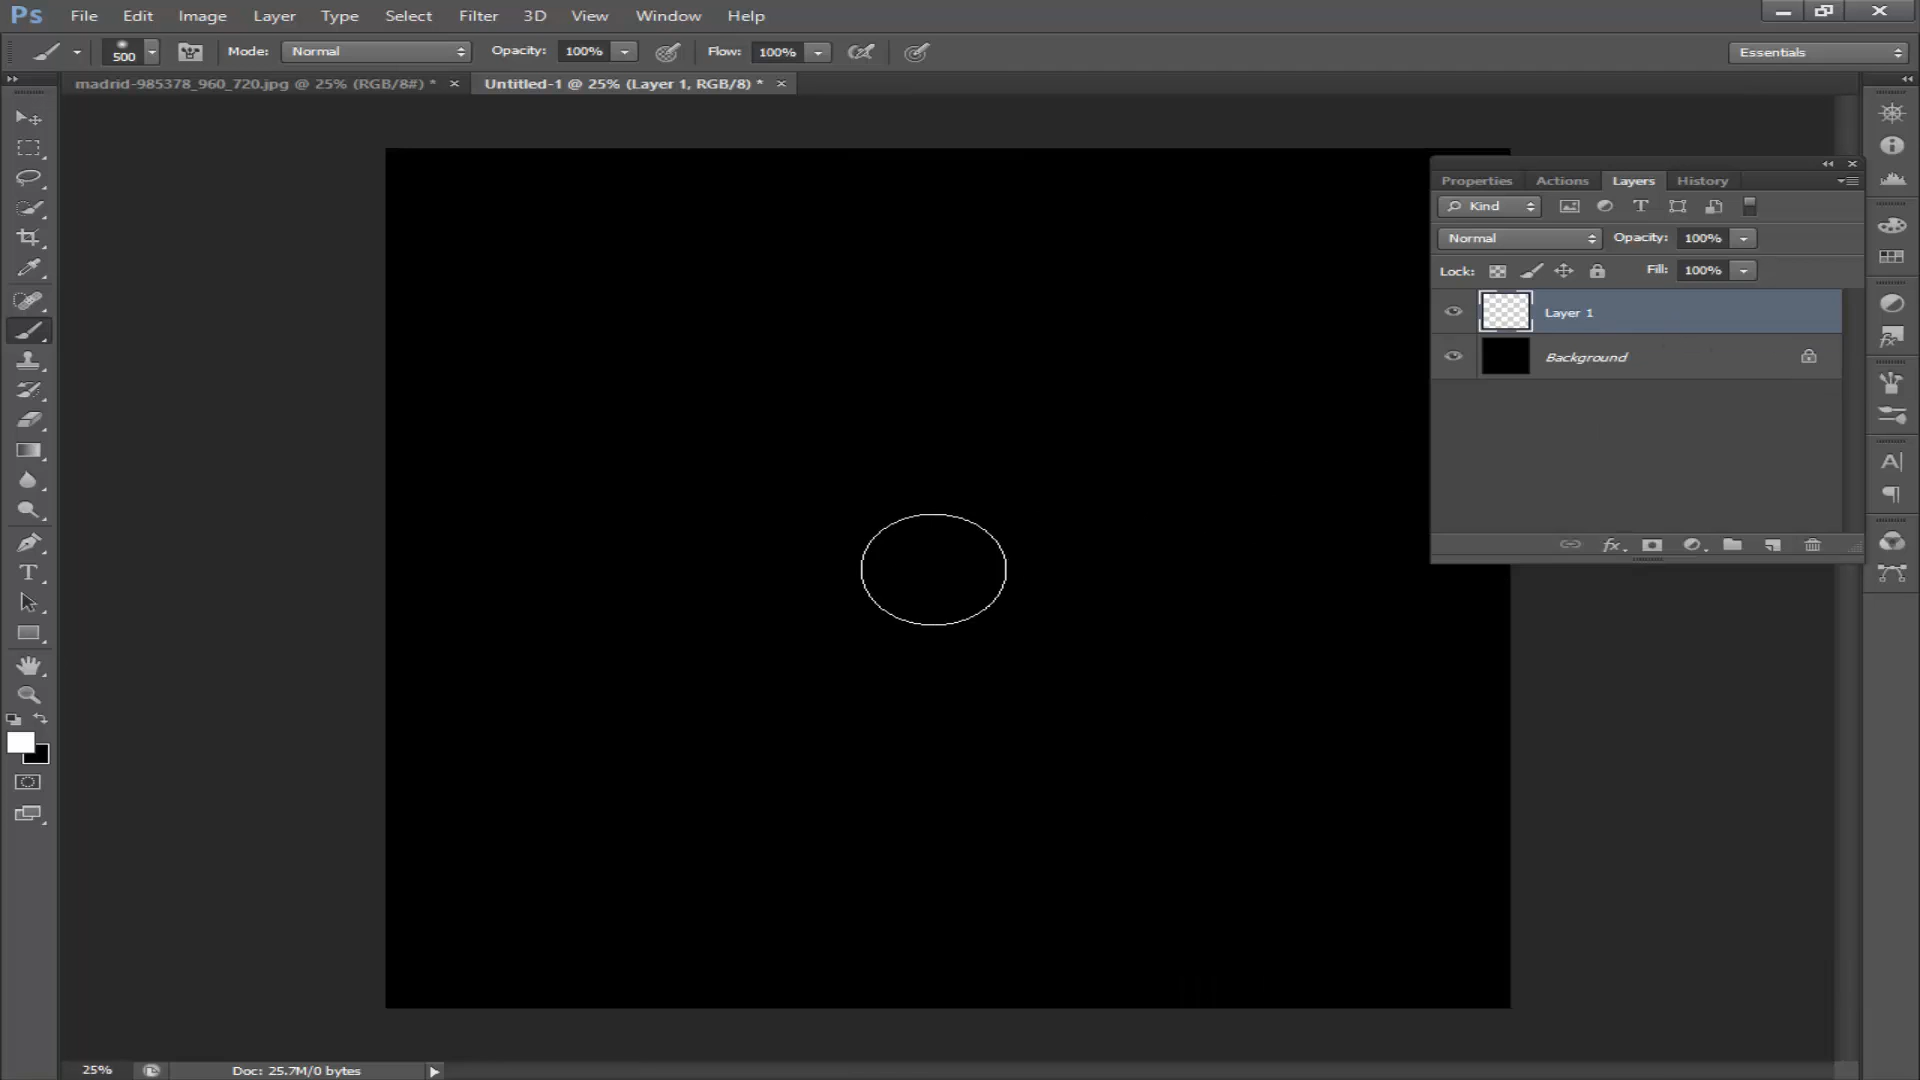 Ps File Edit Image Layer Type Select Filter 3D View Window Help
500 Mode: Normal Opacity: 100% Flow: 100% Essentials
madrid-985378_960_720.jpg @ 25% (RGB/8#) * Untitled-1 @ 25% (Layer 1, RGB/8) *
Properties Actions Layers History
Kind
Normal Opacity: 100%
Lock: Fill: 100%
Layer 1
Background
25% Doc: 25.7M/0 bytes